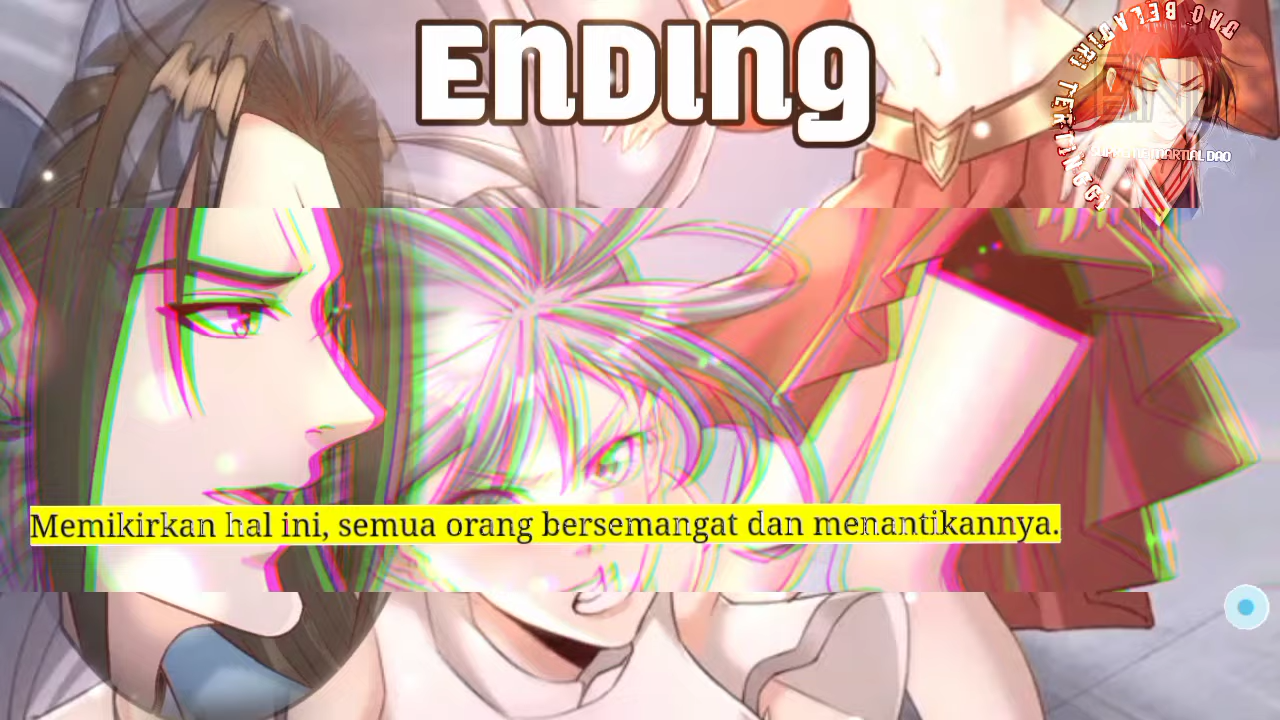 ENDING
DAO BELADIRI TERTINGGI
SUPREME MARTIAL DAO
Memikirkan hal ini, semua orang bersemangat dan menantikannya.